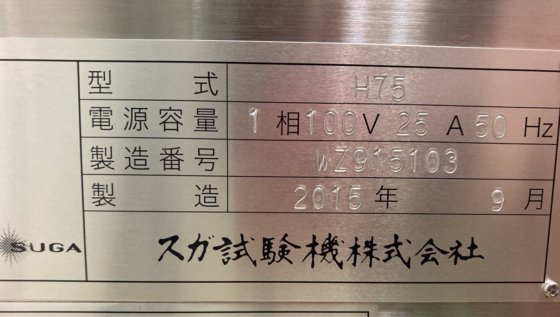 型式 H75
電源容量 1相100V 25A 50Hz
製造番号 WZ915103
製造 2015年 9月
SUGA スガ試験機株式会社